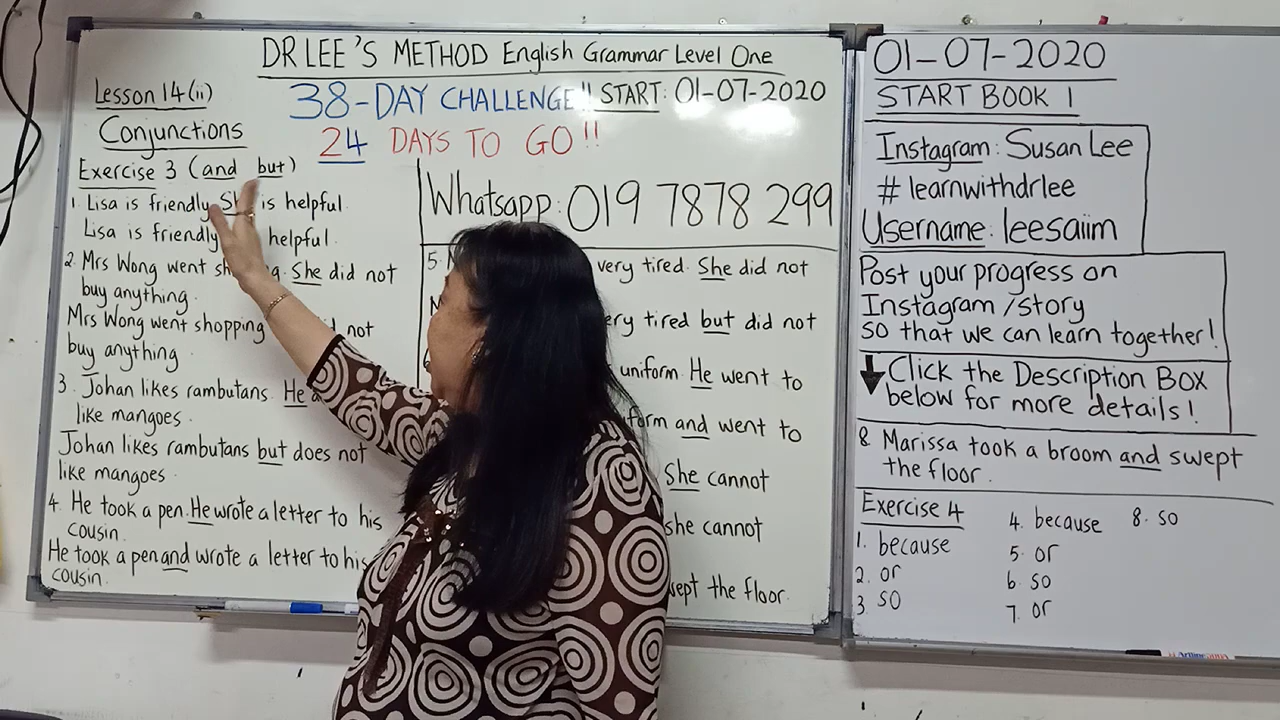 DR LEE'S METHOD English Grammar Level One
Lesson 14(ii)
38-DAY CHALLENGE!! START: 01-07-2020
Conjunctions
24 DAYS TO GO!!
Exercise 3 (and but)
1. Lisa is friendly She is helpful.
Lisa is friendly helpful.
2. Mrs Wong went She did not
buy anything.
Mrs Wong went shopping not
buy anything
3. Johan likes rambutans. He
like mangoes.
Johan likes rambutans but does not
like mangoes.
4. He took a pen. He wrote a letter to his
cousin.
He took a pen and wrote a letter to his
cousin.
Whatsapp: 019 7878 299
5. very tired. She did not
tired but did not
uniform. He went to
and went to
She cannot
she cannot
the floor.
01-07-2020
START BOOK 1
Instagram: Susan Lee
# learnwithdrlee
Username: leesaiim
Post your progress on
Instagram/story
so that we can learn together!
Click the Description BOX
below for more details!
8. Marissa took a broom and swept
the floor.
Exercise 4
1. because
2. or
3. so
4. because
5. or
6. so
7. or
8. so